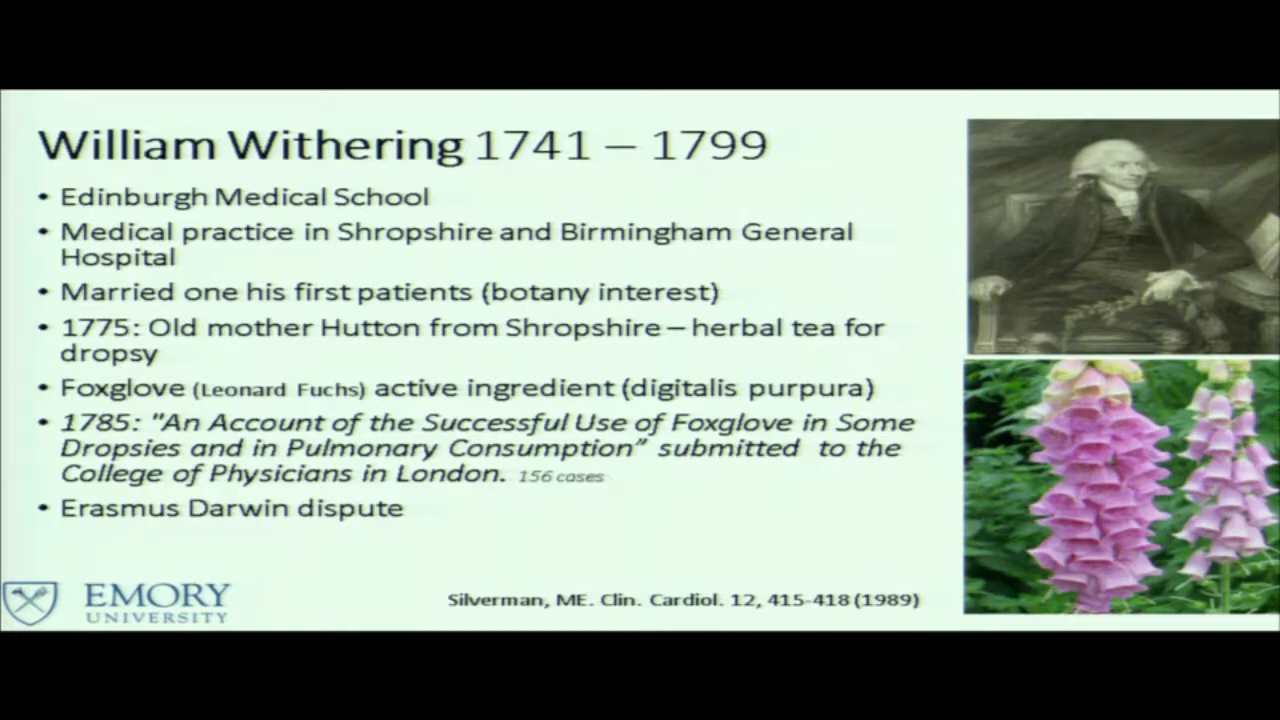 William Withering 1741 – 1799
• Edinburgh Medical School
• Medical practice in Shropshire and Birmingham General
Hospital
• Married one his first patients (botany interest)
• 1775: Old mother Hutton from Shropshire – herbal tea for
dropsy
• Foxglove (Leonard Fuchs) active ingredient (digitalis purpura)
• 1785: "An Account of the Successful Use of Foxglove in Some
Dropsies and in Pulmonary Consumption” submitted to the
College of Physicians in London. 156 cases
• Erasmus Darwin dispute
EMORY
UNIVERSITY
Silverman, ME. Clin. Cardiol. 12, 415-418 (1989)